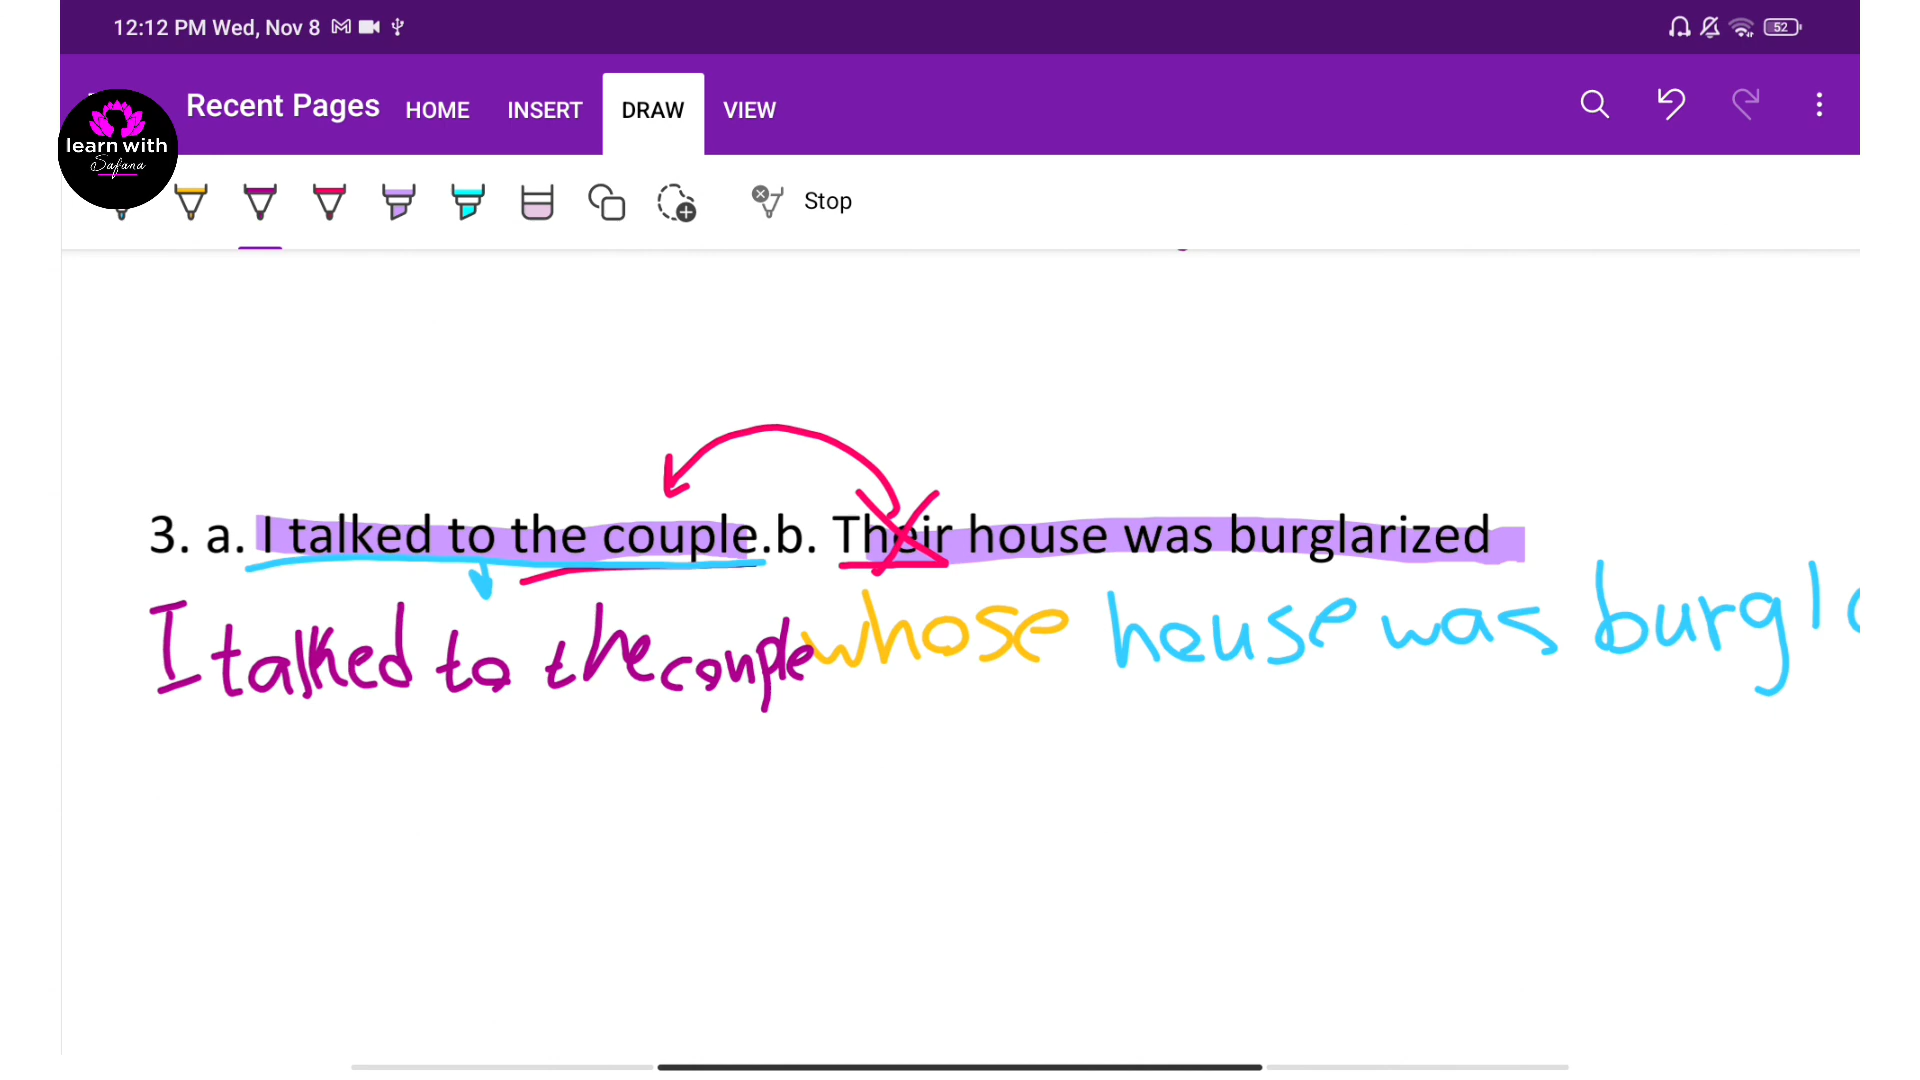 12:12 PM Wed, Nov 8 52
Recent Pages HOME INSERT DRAW VIEW
learn with
Safana
Stop
3. a. I talked to the couple.b. Their house was burglarized
I talked to the couple whose house was burgl